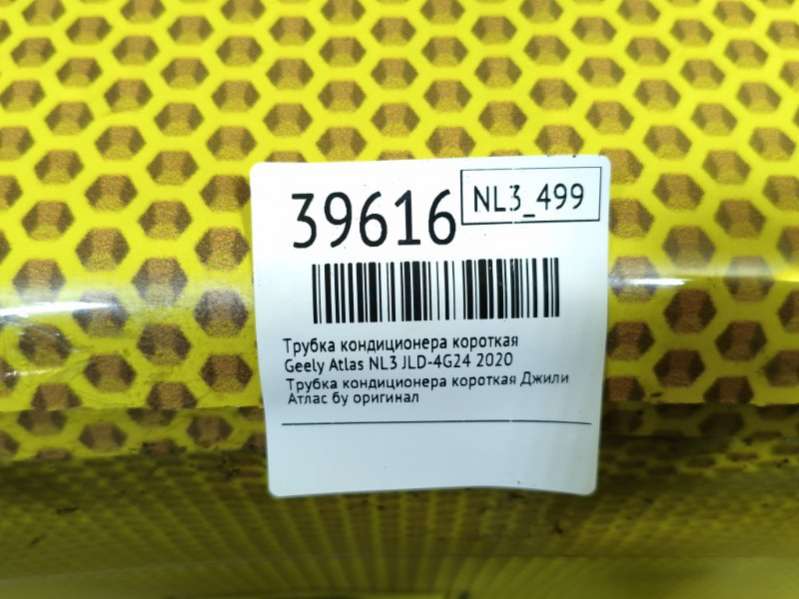 39616
NL3_499
Трубка кондиционера короткая
Geely Atlas NL3 JLD-4G24 2020
Трубка кондиционера короткая Джили
Атлас бу оригинал